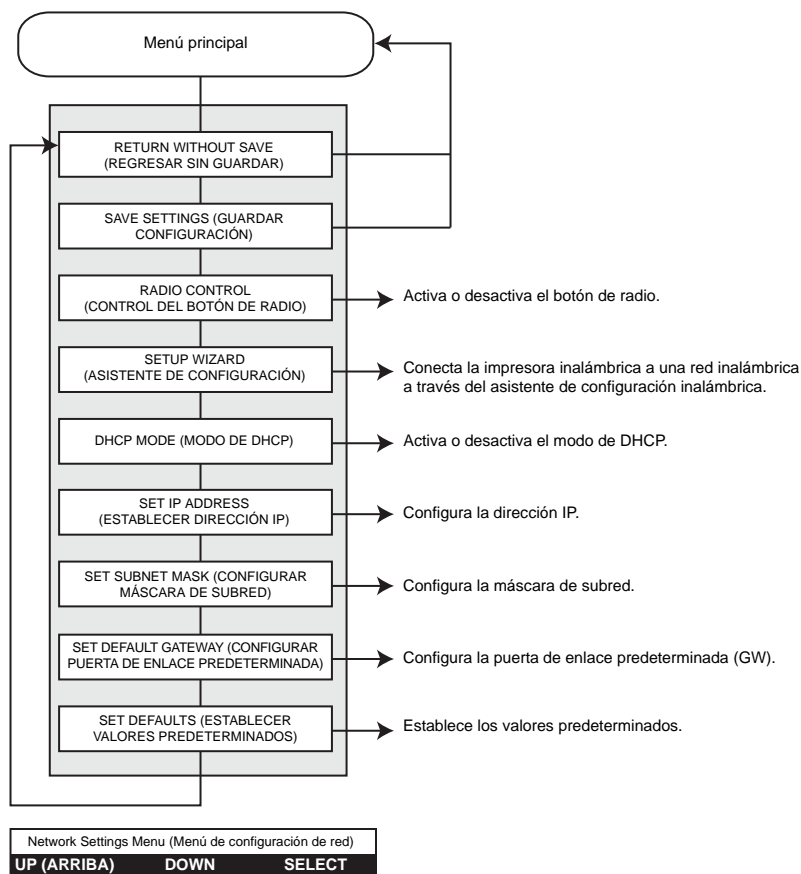 Menú principal
RETURN WITHOUT SAVE
(REGRESAR SIN GUARDAR)
SAVE SETTINGS (GUARDAR
CONFIGURACIÓN)
RADIO CONTROL
(CONTROL DEL BOTÓN DE RADIO)
Activa o desactiva el botón de radio.
SETUP WIZARD
(ASISTENTE DE CONFIGURACIÓN)
Conecta la impresora inalámbrica a una red inalámbrica
a través del asistente de configuración inalámbrica.
DHCP MODE (MODO DE DHCP)
Activa o desactiva el modo de DHCP.
SET IP ADDRESS
(ESTABLECER DIRECCIÓN IP)
Configura la dirección IP.
SET SUBNET MASK (CONFIGURAR
MÁSCARA DE SUBRED)
Configura la máscara de subred.
SET DEFAULT GATEWAY (CONFIGURAR
PUERTA DE ENLACE PREDETERMINADA)
Configura la puerta de enlace predeterminada (GW).
SET DEFAULTS (ESTABLECER
VALORES PREDETERMINADOS)
Establece los valores predeterminados.
Network Settings Menu (Menú de configuración de red)
UP (ARRIBA) DOWN SELECT